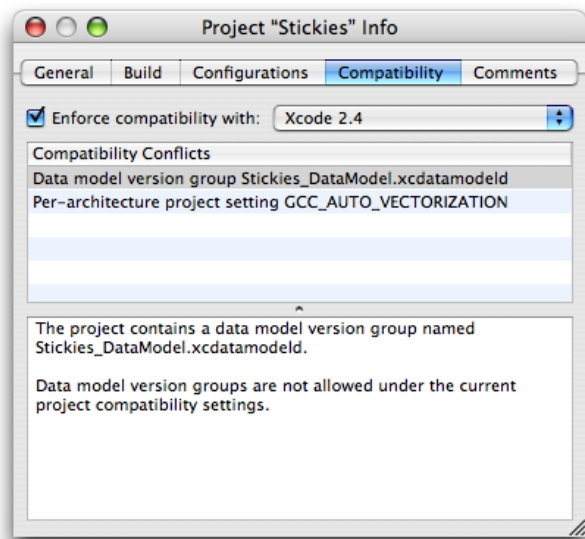 Project “Stickies” Info
General Build Configurations Compatibility Comments
Enforce compatibility with: Xcode 2.4
Compatibility Conflicts
Data model version group Stickies_DataModel.xcdatamodeld
Per-architecture project setting GCC_AUTO_VECTORIZATION
The project contains a data model version group named
Stickies_DataModel.xcdatamodeld.
Data model version groups are not allowed under the current
project compatibility settings.